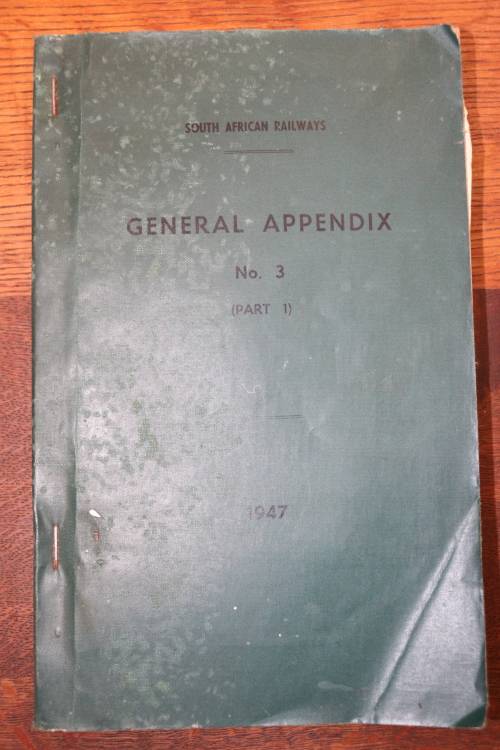 SOUTH AFRICAN RAILWAYS
GENERAL APPENDIX
No. 3
(PART 1)
1947